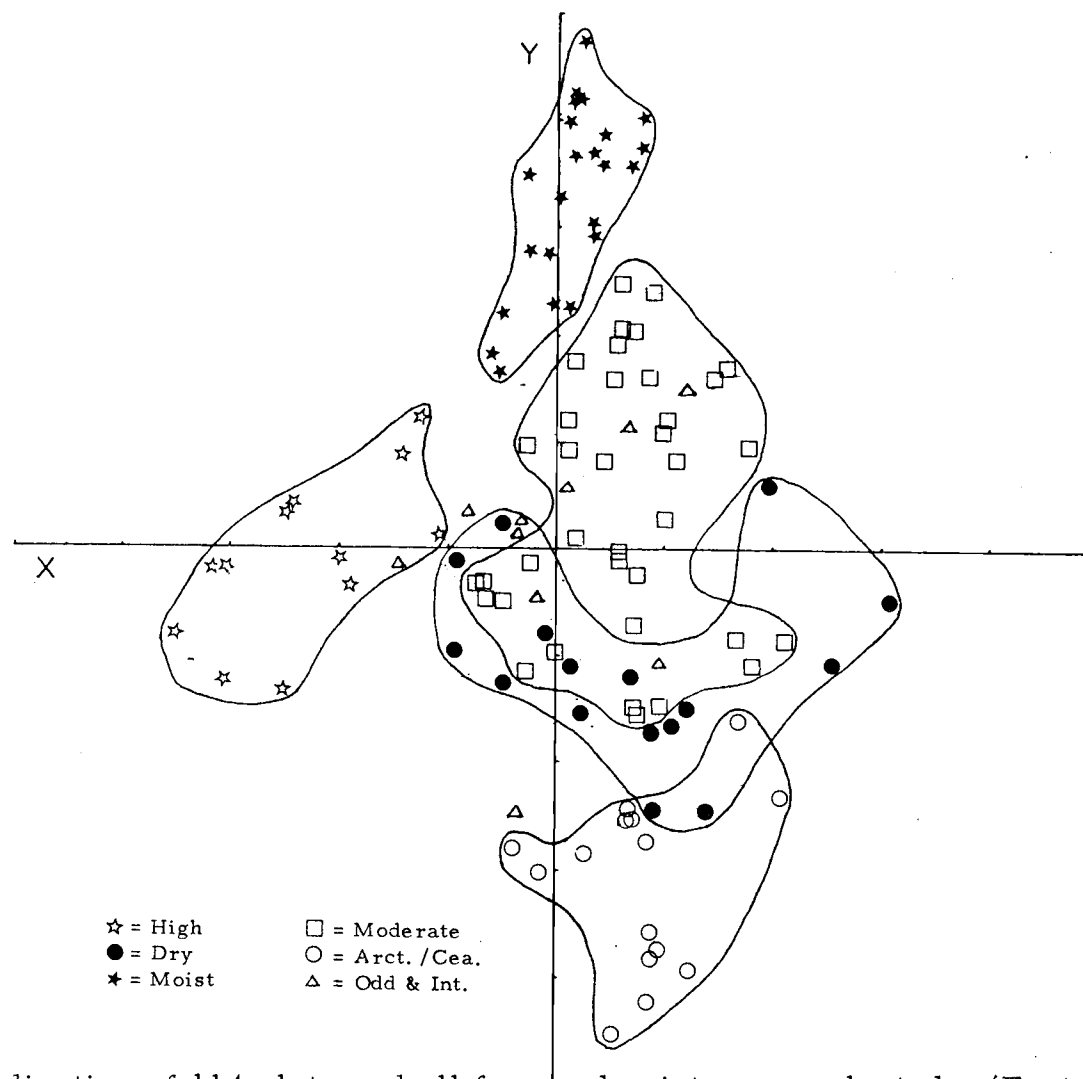 Y
X
☆ = High
● = Dry
★ = Moist
□ = Moderate
○ = Arct. /Cea.
△ = Odd & Int.